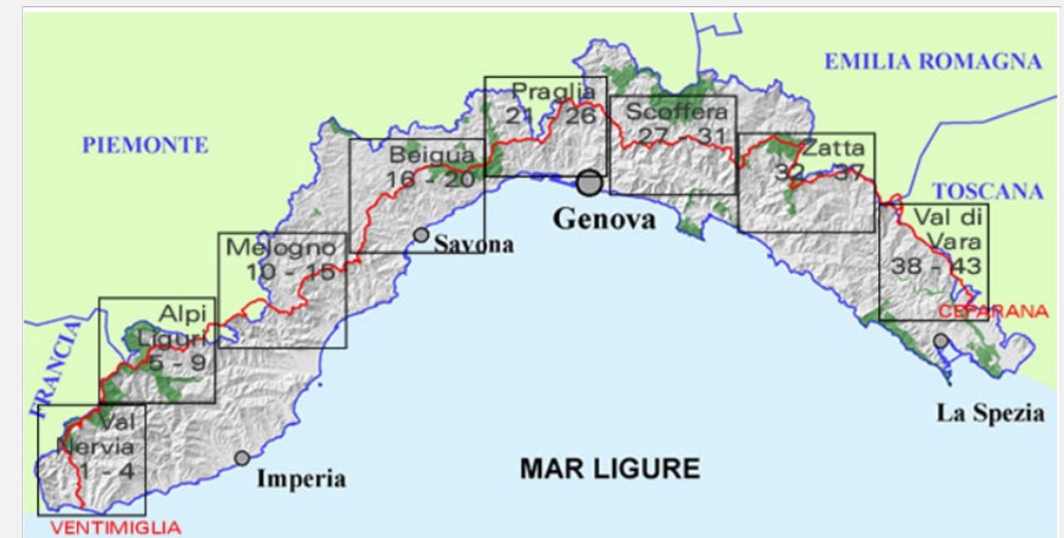 EMILIA ROMAGNA
PIEMONTE
Praglia
21 - 26
Scoffera
27 - 31
Beigua
16 - 20
Zatta
32 - 37
TOSCANA
Genova
Val di
Vara
38 - 43
Savona
Melogno
10 - 15
CEPARANA
Alpi
Liguri
5 - 9
FRANCIA
La Spezia
Val
Nervia
1 - 4
Imperia
MAR LIGURE
VENTIMIGLIA